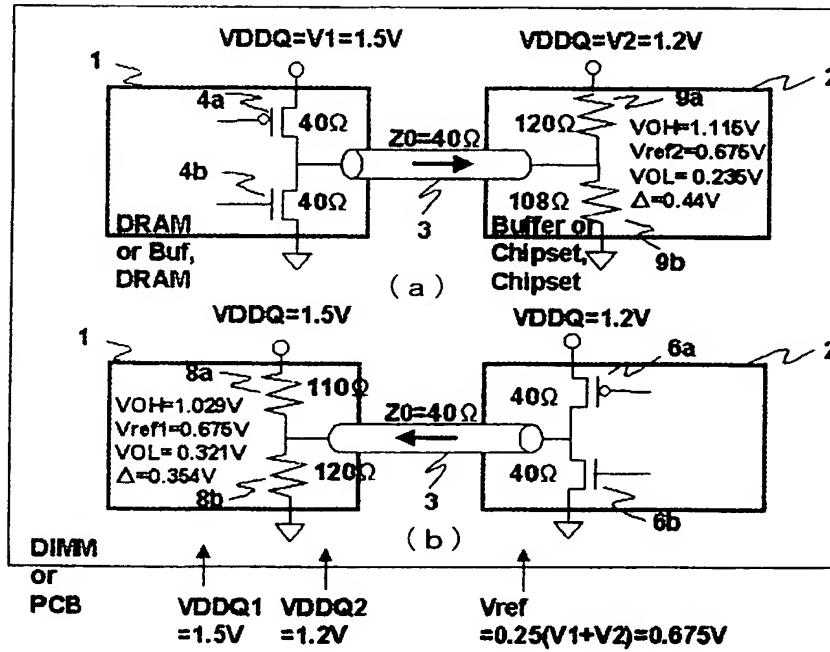 VDDQ=V1=1.5V
VDDQ=V2=1.2V
1
2
4a
40Ω
4b
40Ω
Z0=40Ω
3
9a
120Ω
VOH=1.115V
Vref2=0.675V
VOL= 0.235V
Δ=0.44V
108Ω
9b
DRAM
or Buf,
DRAM
Buffer or
Chipset,
Chipset
(a)
VDDQ=1.5V
VDDQ=1.2V
1
2
8a
110Ω
VOH=1.029V
Vref1=0.675V
VOL=0.321V
Δ=0.354V
120Ω
8b
Z0=40Ω
3
6a
40Ω
40Ω
6b
(b)
DIMM
or
PCB
VDDQ1
=1.5V
VDDQ2
=1.2V
Vref
=0.25(V1+V2)=0.675V